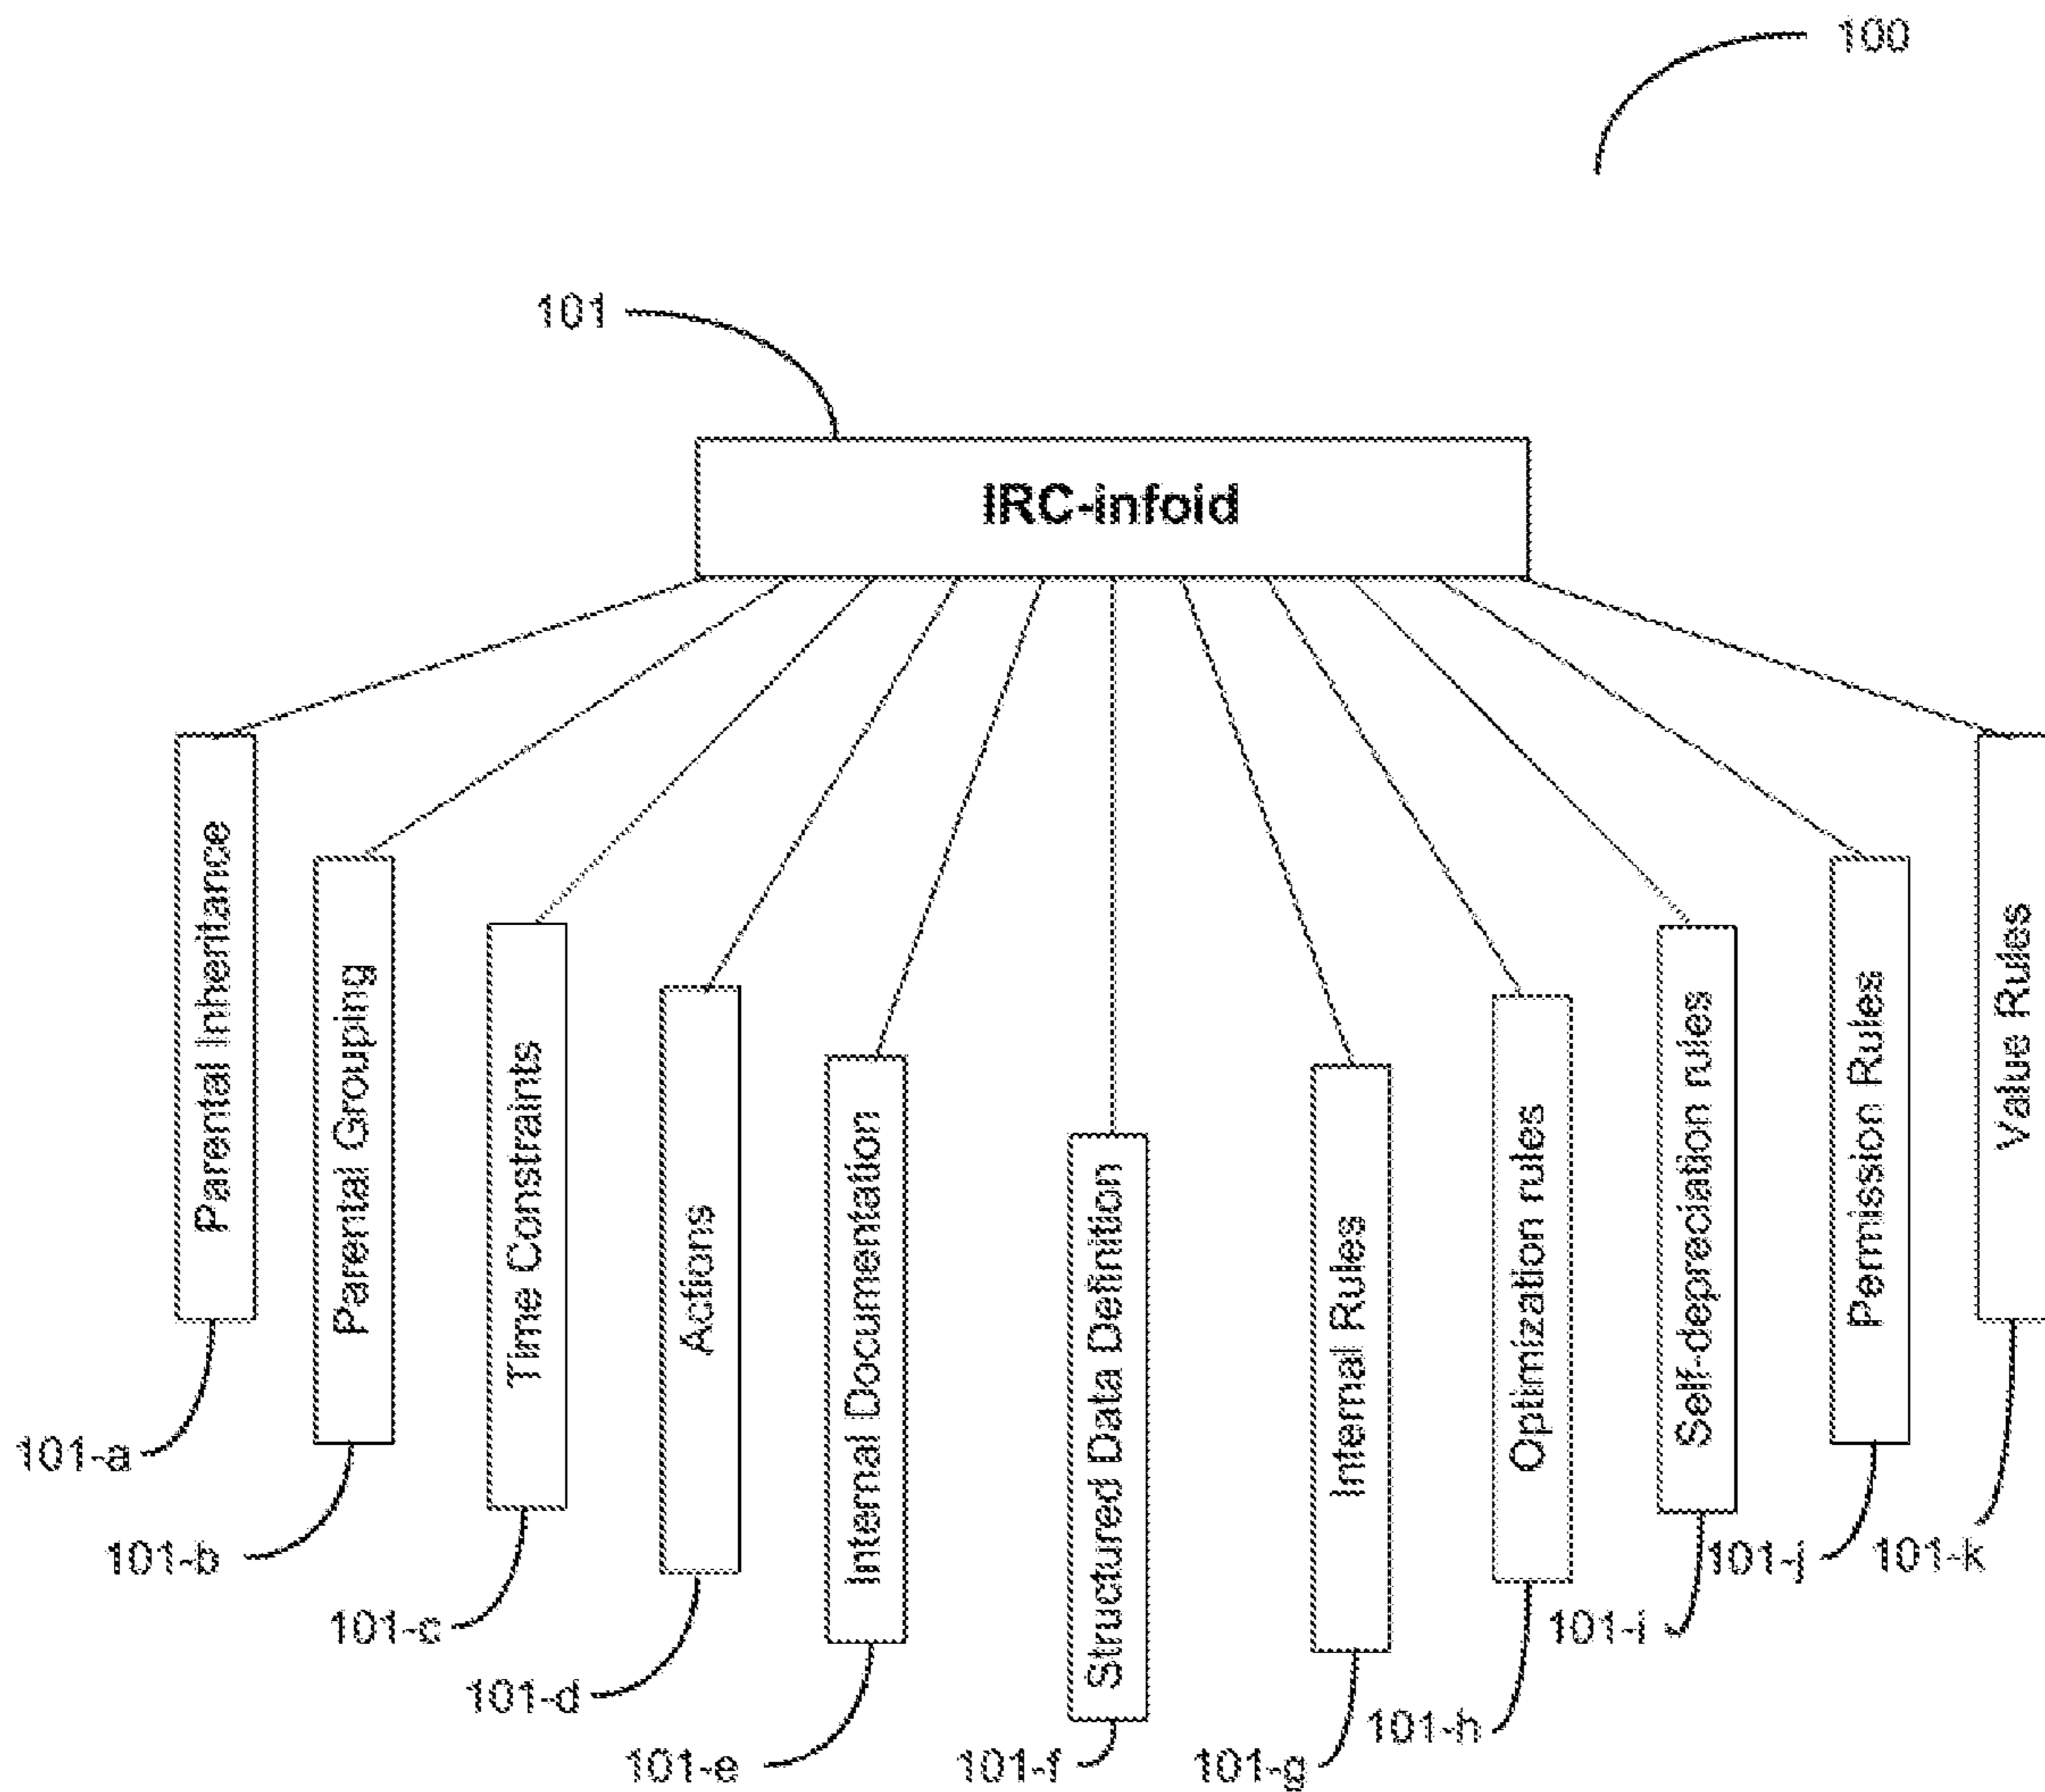 100
101
IRC-infoid
Parental Inheritance
Parental Grouping
Time Constraints
Actions
Internal Documentation
Structured Data Definition
Internal Rules
Optimization rules
Self-depreciation rules
Permission Rules
Value Rules
101-a
101-b
101-c
101-d
101-e
101-f
101-g
101-h
101-i
101-j
101-k